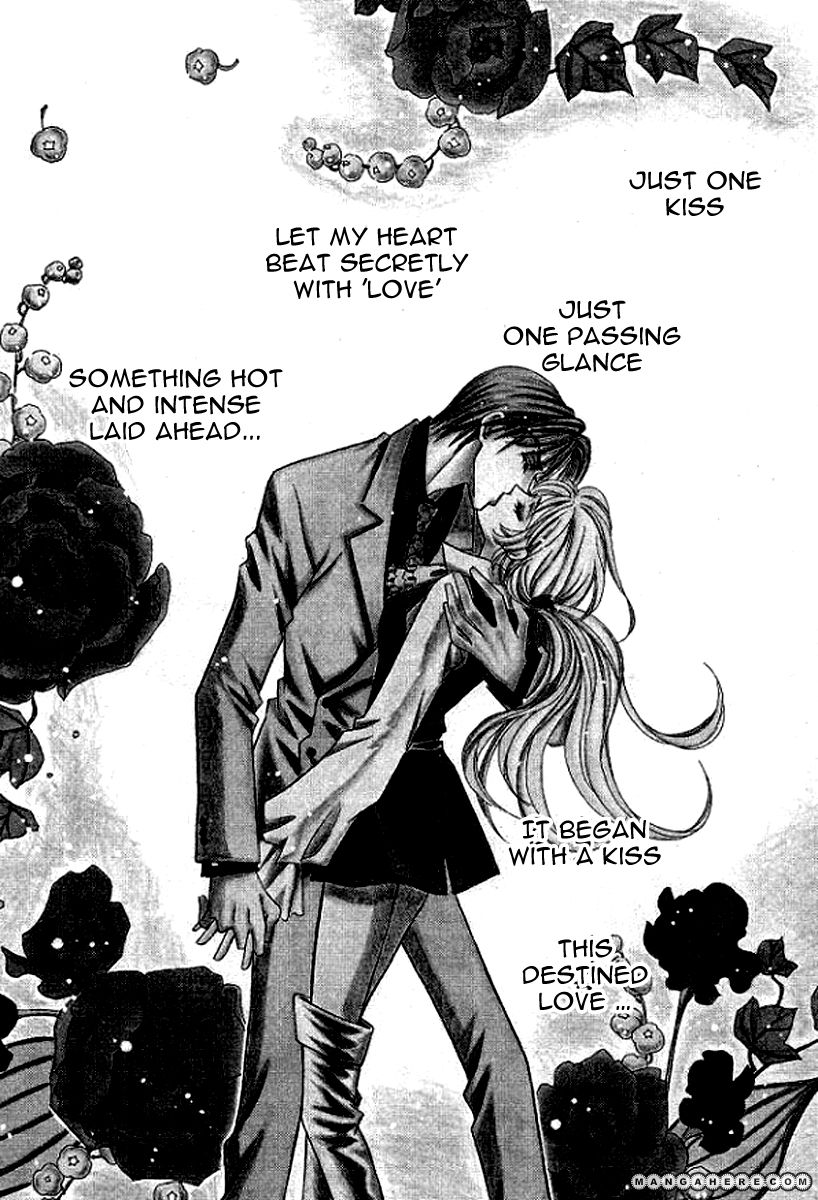 JUST ONE
KISS
JUST
ONE PASSING
GLANCE
LET MY HEART
BEAT SECRETLY
WITH 'LOVE'
SOMETHING HOT
AND INTENSE
LAID AHEAD...
IT BEGAN
WITH A KISS
THIS
DESTINED
LOVE ...
MANGAHERE.COM